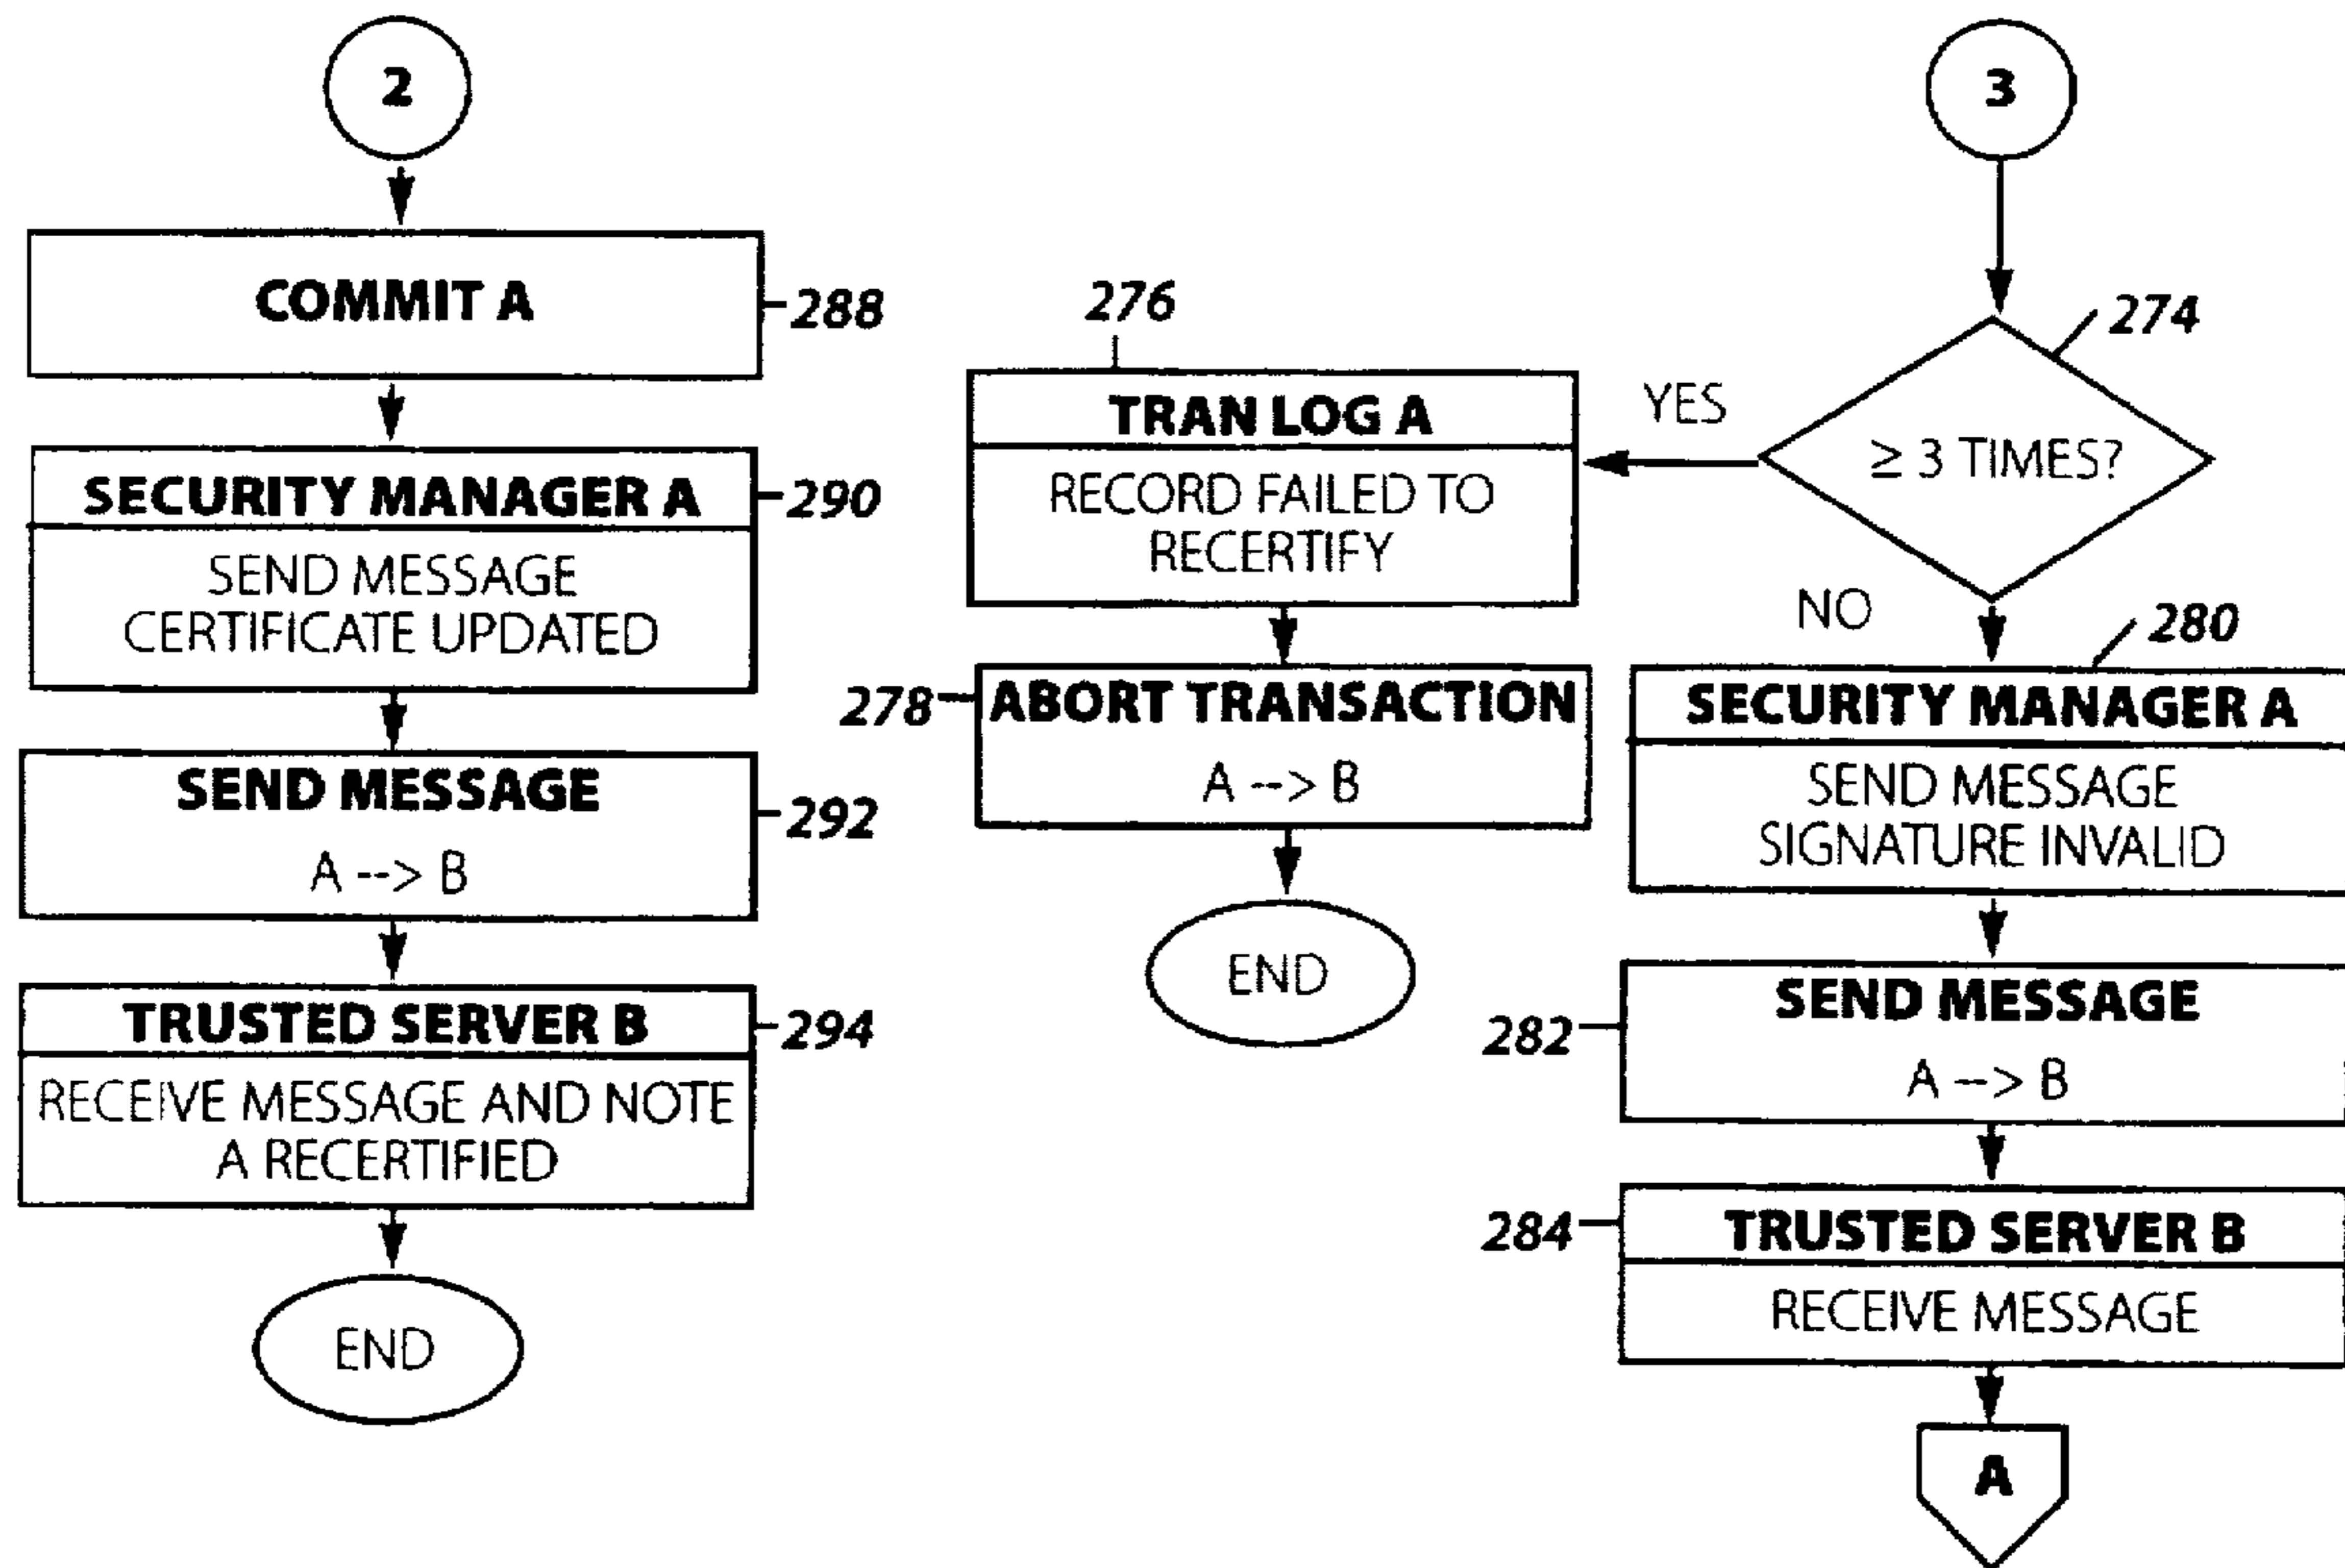 2
COMMIT A
288
SECURITY MANAGER A
290
SEND MESSAGE
CERTIFICATE UPDATED
SEND MESSAGE
292
A --> B
TRUSTED SERVER B
294
RECEIVE MESSAGE AND NOTE
A RECERTIFIED
END
276
TRAN LOG A
RECORD FAILED TO
RECERTIFY
278
ABORT TRANSACTION
A --> B
END
3
274
≥ 3 TIMES?
YES
NO
280
SECURITY MANAGER A
SEND MESSAGE
SIGNATURE INVALID
SEND MESSAGE
282
A --> B
284
TRUSTED SERVER B
RECEIVE MESSAGE
A